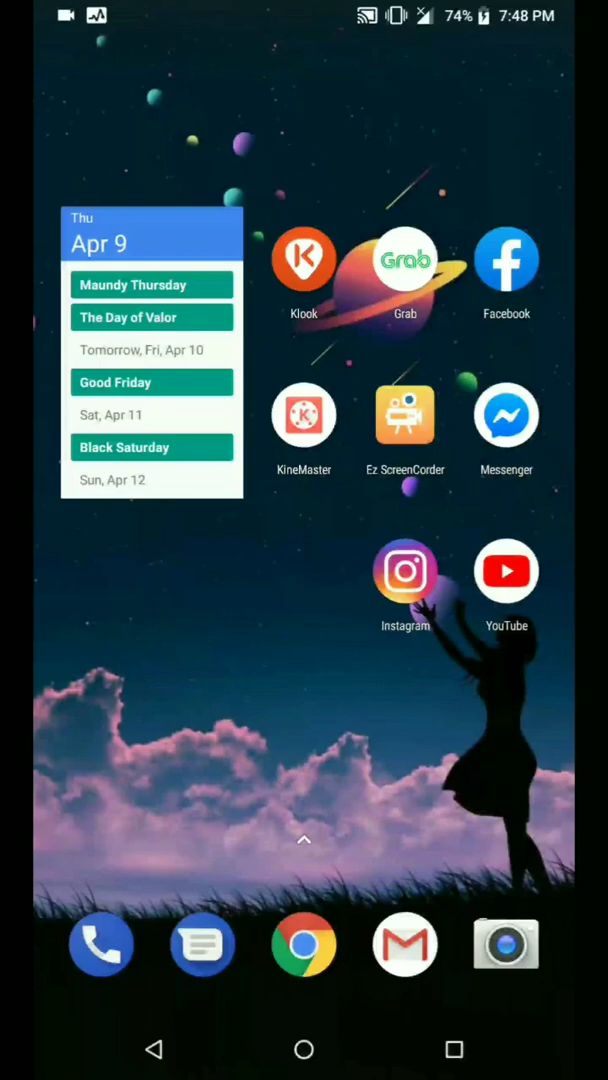 74% 7:48 PM
Thu
Apr 9
Maundy Thursday
The Day of Valor
Tomorrow, Fri, Apr 10
Good Friday
Sat, Apr 11
Black Saturday
Sun, Apr 12
K
Grab
f
Klook
Grab
Facebook
K
KineMaster
Ez ScreenCorder
Messenger
Instagram
YouTube